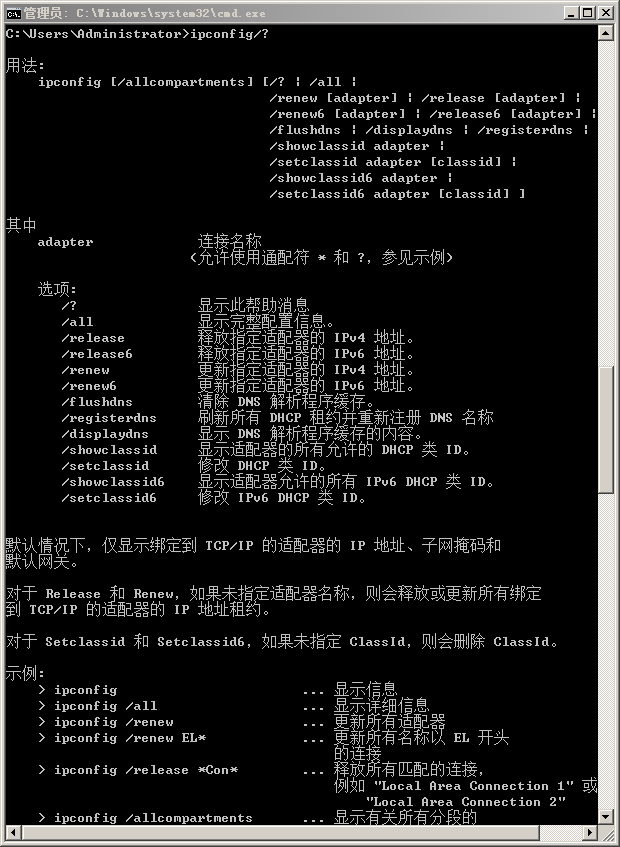 管理员: C:\Windows\system32\cmd.exe
C:\Users\Administrator>ipconfig/?
用法:
ipconfig [/allcompartments] [/? | /all |
/renew [adapter] | /release [adapter] |
/renew6 [adapter] | /release6 [adapter] |
/flushdns | /displaydns | /registerdns |
/showclassid adapter |
/setclassid adapter [classid] |
/showclassid6 adapter |
/setclassid6 adapter [classid] ]
其中
adapter 连接名称
(允许使用通配符 * 和 ?，参见示例)
选项:
/? 显示此帮助消息
/all 显示完整配置信息。
/release 释放指定适配器的 IPv4 地址。
/release6 释放指定适配器的 IPv6 地址。
/renew 更新指定适配器的 IPv4 地址。
/renew6 更新指定适配器的 IPv6 地址。
/flushdns 清除 DNS 解析程序缓存。
/registerdns 刷新所有 DHCP 租约并重新注册 DNS 名称
/displaydns 显示 DNS 解析程序缓存的内容。
/showclassid 显示适配器的所有允许的 DHCP 类 ID。
/setclassid 修改 DHCP 类 ID。
/showclassid6 显示适配器允许的所有 IPv6 DHCP 类 ID。
/setclassid6 修改 IPv6 DHCP 类 ID。
默认情况下，仅显示绑定到 TCP/IP 的适配器的 IP 地址、子网掩码和
默认网关。
对于 Release 和 Renew，如果未指定适配器名称，则会释放或更新所有绑定
到 TCP/IP 的适配器的 IP 地址租约。
对于 Setclassid 和 Setclassid6，如果未指定 ClassId，则会删除 ClassId。
示例:
> ipconfig ... 显示信息
> ipconfig /all ... 显示详细信息
> ipconfig /renew ... 更新所有适配器
> ipconfig /renew EL* ... 更新所有名称以 EL 开头
的连接
> ipconfig /release *Con* ... 释放所有匹配的连接，
例如 "Local Area Connection 1" 或
"Local Area Connection 2"
> ipconfig /allcompartments ... 显示有关所有分段的